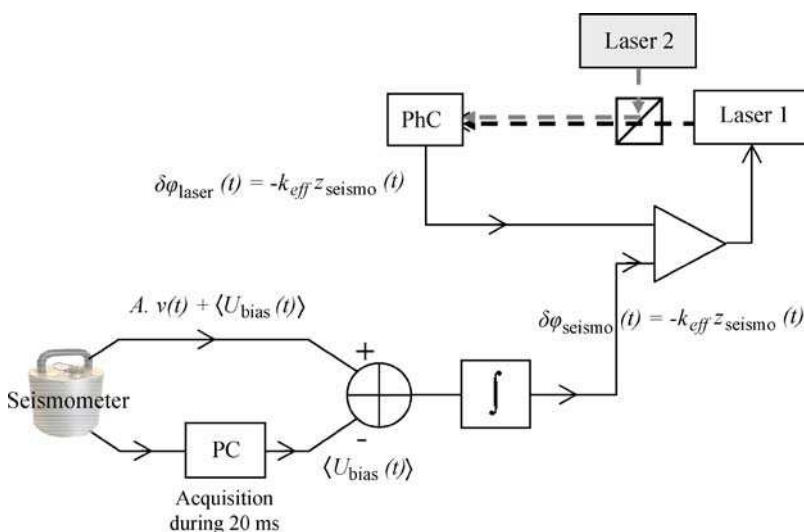 Laser 2
PhC
Laser 1
δφlaser (t) = -keff zseismo (t)
A. v(t) + ⟨Ubias (t)⟩
δφseismo (t) = -keff zseismo (t)
+
Seismometer
∫
-
PC
⟨Ubias (t)⟩
Acquisition
during 20 ms